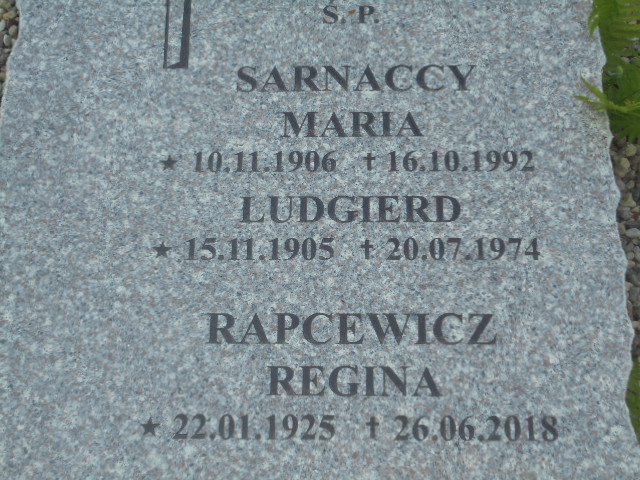 Ś. P.
SARNACCY
MARIA
★ 10.11.1906 ✝ 16.10.1992
LUDGIERD
★ 15.11.1905 ✝ 20.07.1974
RAPCEWICZ
REGINA
★ 22.01.1925 ✝ 26.06.2018